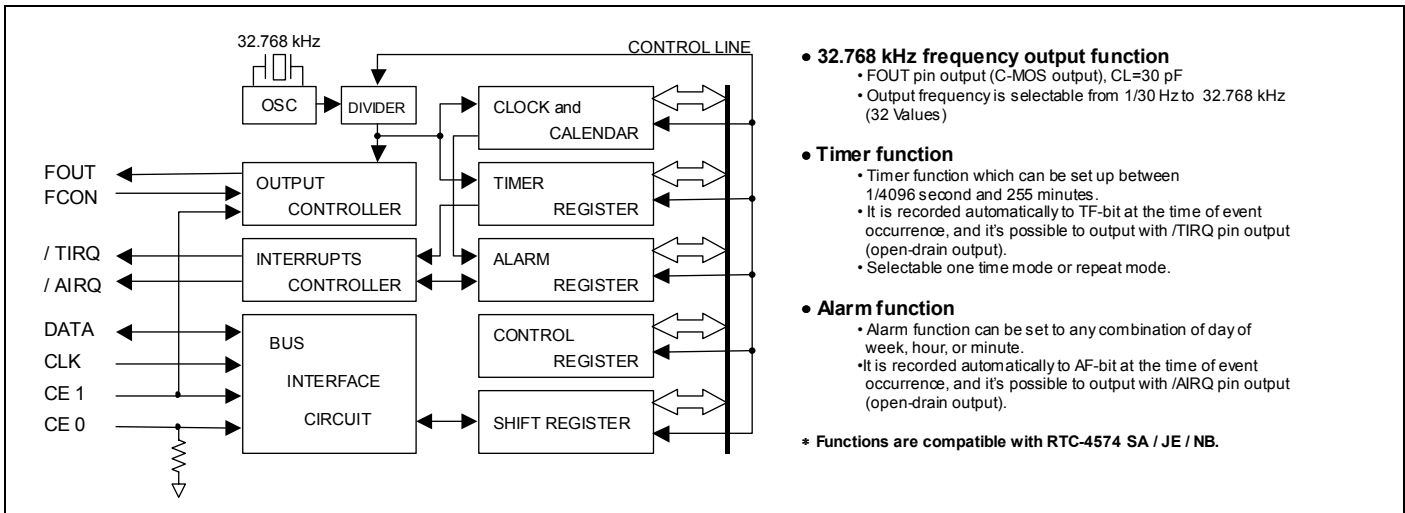 32.768 kHz
CONTROL LINE
OSC
DIVIDER
CLOCK and
CALENDAR
FOUT
FCON
OUTPUT
CONTROLLER
TIMER
REGISTER
/ TIRQ
/ AIRQ
INTERRUPTS
CONTROLLER
ALARM
REGISTER
DATA
CLK
CE 1
CE 0
BUS
INTERFACE
CIRCUIT
CONTROL
REGISTER
SHIFT REGISTER
• 32.768 kHz frequency output function
• FOUT pin output (C-MOS output), CL=30 pF
• Output frequency is selectable from 1/30 Hz to 32.768 kHz
(32 Values)
• Timer function
• Timer function which can be set up between
1/4096 second and 255 minutes.
• It is recorded automatically to TF-bit at the time of event
occurrence, and it's possible to output with /TIRQ pin output
(open-drain output).
• Selectable one time mode or repeat mode.
• Alarm function
• Alarm function can be set to any combination of day of
week, hour, or minute.
•It is recorded automatically to AF-bit at the time of event
occurrence, and it's possible to output with /AIRQ pin output
(open-drain output).
* Functions are compatible with RTC-4574 SA / JE / NB.